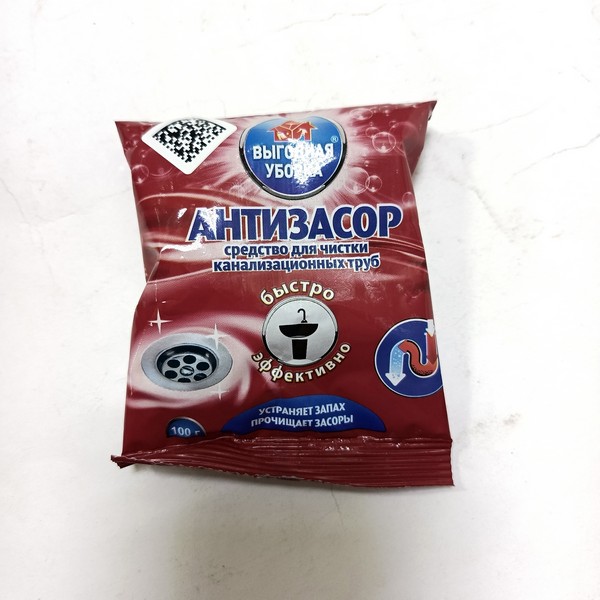 ВЫГОДНАЯ
УБОРКА
®
АНТИЗАСОР
средство для чистки
канализационных труб
быстро
эффективно
УСТРАНЯЕТ ЗАПАХ
ПРОЧИЩАЕТ ЗАСОРЫ
100 г